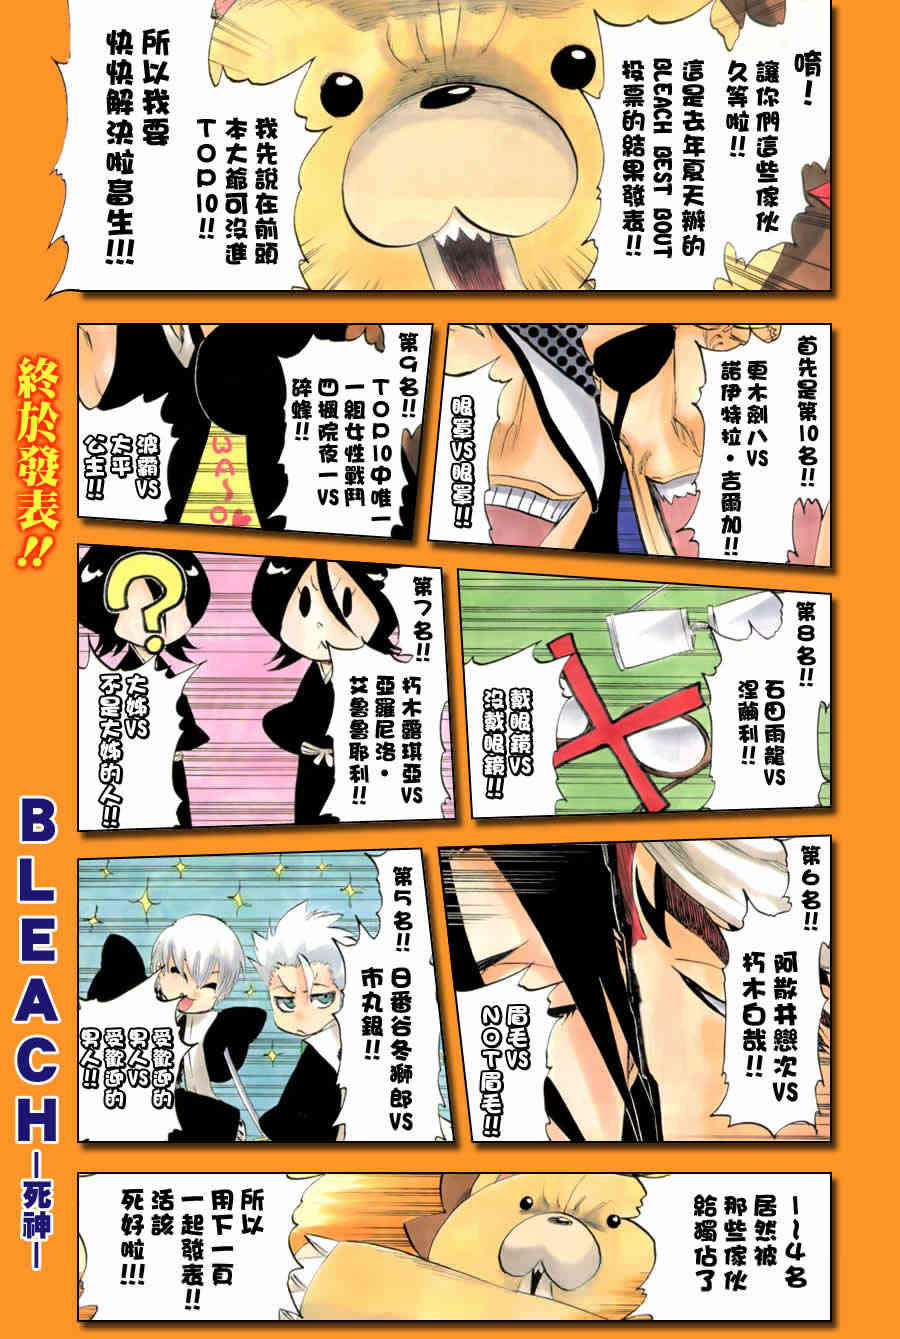 唷!
讓你們這些傢伙
久等啦!!
這是去年夏天辦的
BLEACH BEST BOUT
投票的結果發表!!
我先說在前頭
本大爺可沒進
TOP10!!
所以我要
快快解決啦畜生!!!
首先是第10名!!
更木劍八VS
諾伊特拉・吉爾加!!
眼罩VS眼罩!!
第9名!!
TOP10中唯一
一組女性戰鬥
四楓院夜一VS
碎蜂!!
WA~O
波霸VS
太平
公主!!
第8名!!
石田雨龍VS
涅繭利!!
戴眼鏡VS
沒戴眼鏡!!
第7名!!
朽木露琪亞VS
亞羅尼洛・
艾魯魯耶利!!
?
大姊VS
不是大姊的人!!
第6名!!
阿散井戀次VS
朽木白哉!!
眉毛VS
NOT眉毛!!
第5名!!
日番谷冬獅郎VS
市丸銀!!
受歡迎的
男人VS
受歡迎的
男人!!
1~4名
居然被
那些傢伙
給獨佔了
所以
用下一頁
一起發表!!
活該
死好啦!!!
終於發表!!
BLEACH—死神—